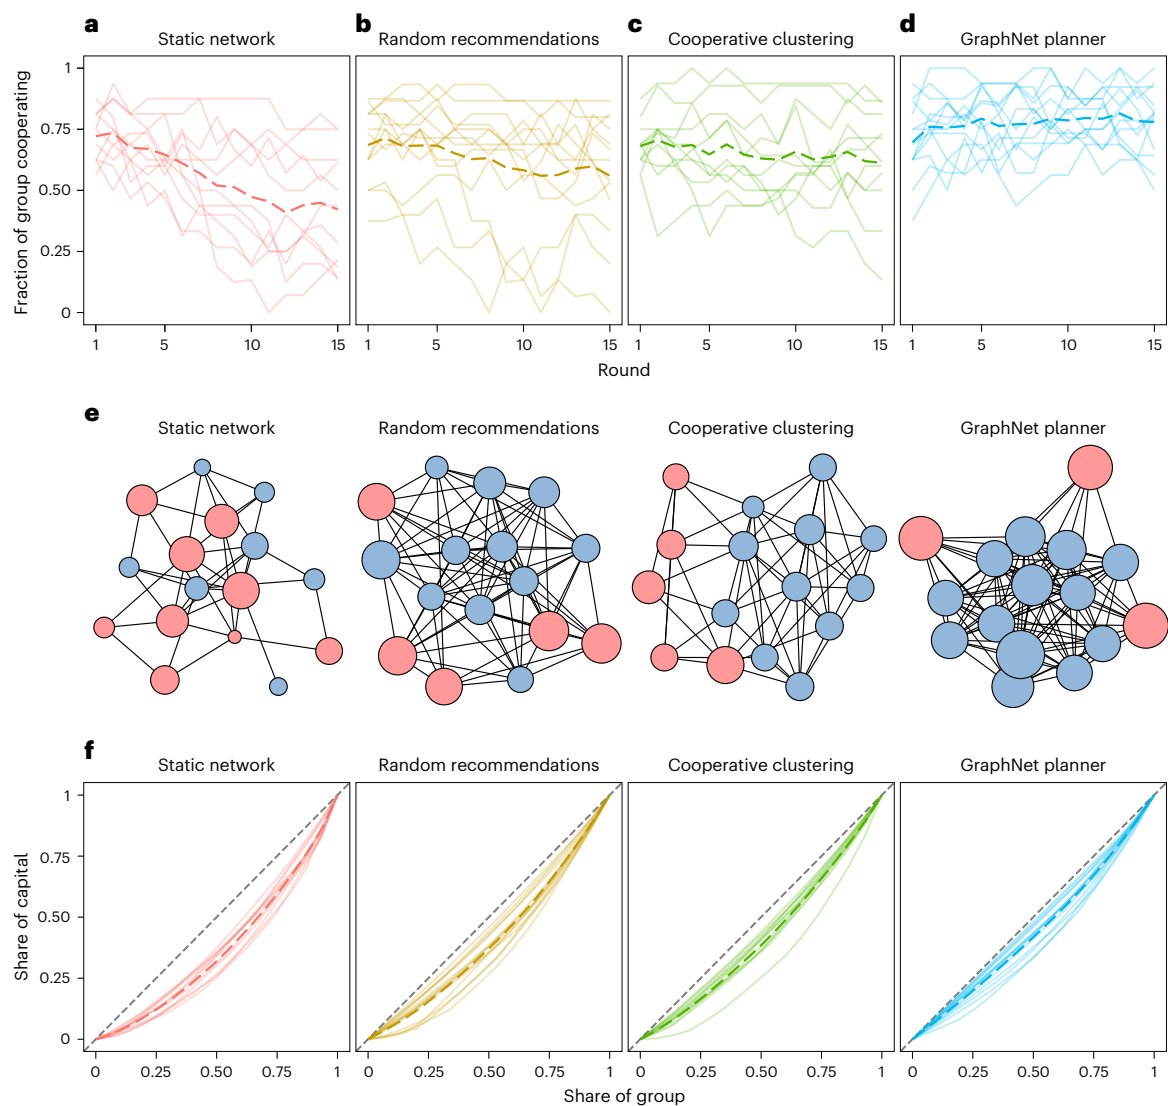 a b c d
Static network Random recommendations Cooperative clustering GraphNet planner
Fraction of group cooperating
1
0.75
0.50
0.25
0
1 5 10 15 1 5 10 15 1 5 10 15 1 5 10 15
Round
e
Static network Random recommendations Cooperative clustering GraphNet planner
f
Static network Random recommendations Cooperative clustering GraphNet planner
Share of capital
1
0.75
0.50
0.25
0
0 0.25 0.50 0.75 1 0 0.25 0.50 0.75 1 0 0.25 0.50 0.75 1 0 0.25 0.50 0.75 1
Share of group